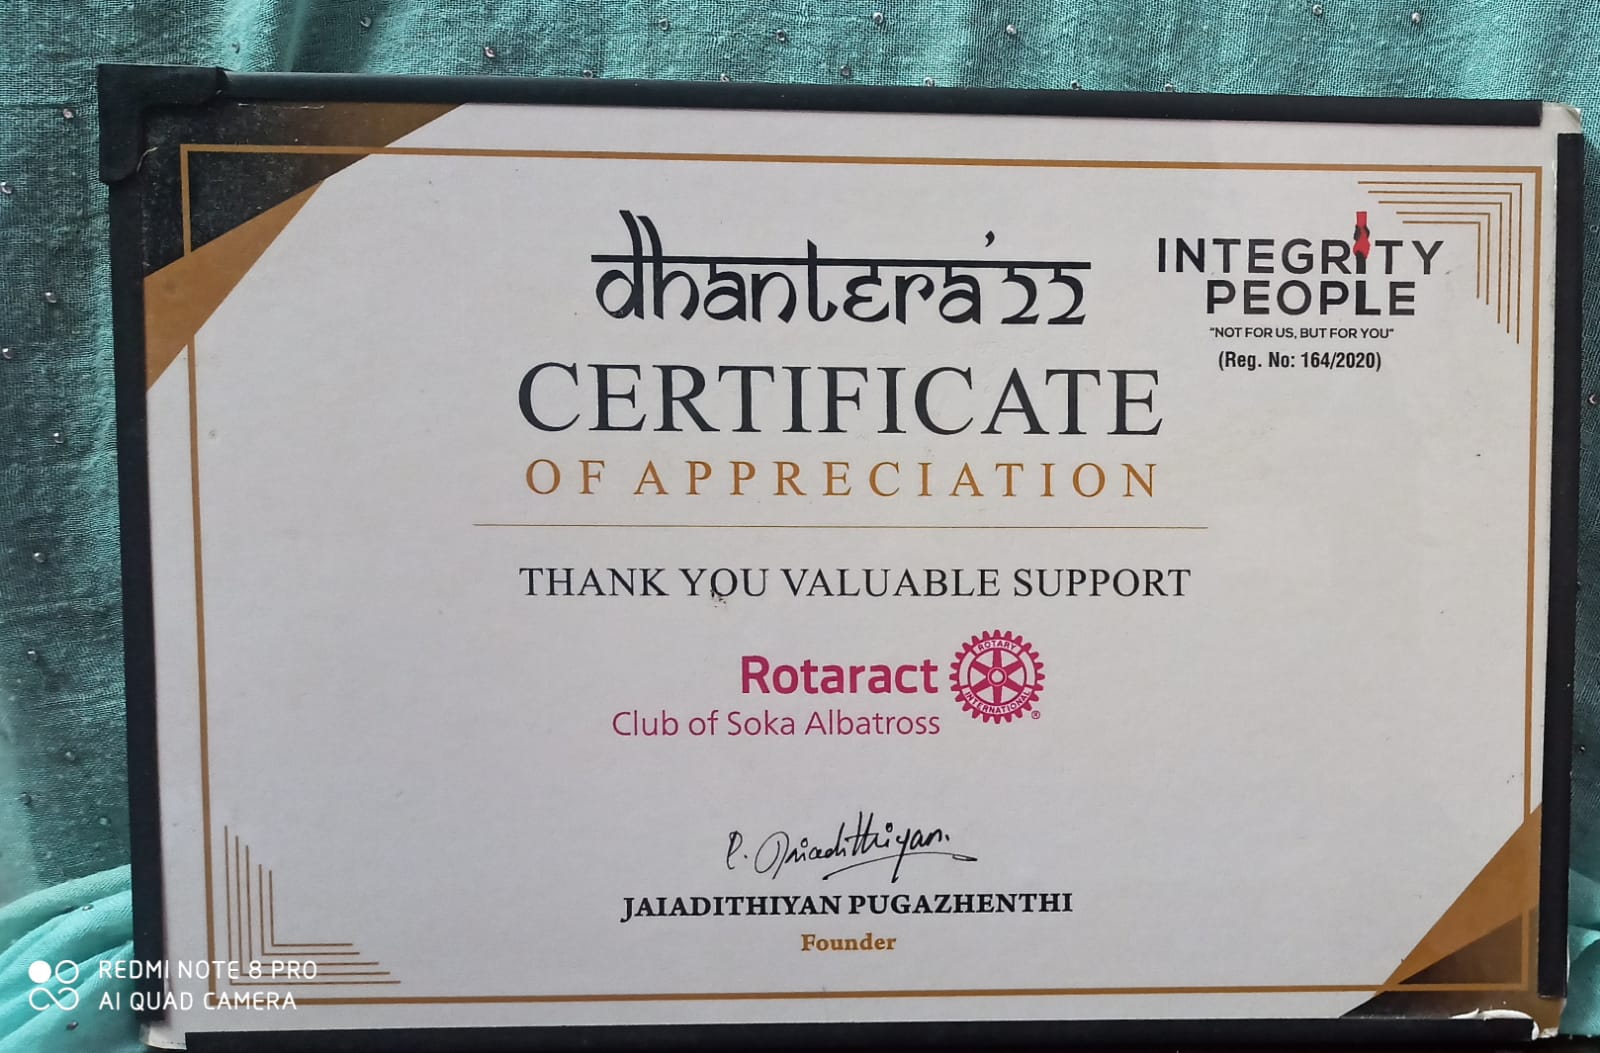 dhantera'22
INTEGRITY
PEOPLE
"NOT FOR US, BUT FOR YOU"
(Reg. No: 164/2020)
CERTIFICATE
OF APPRECIATION
THANK YOU VALUABLE SUPPORT
Rotaract
Club of Soka Albatross
ROTARY
INTERNATIONAL
®
P. Jaiadithiyan.
JAIADITHIYAN PUGAZHENTHI
Founder
REDMI NOTE 8 PRO
AI QUAD CAMERA